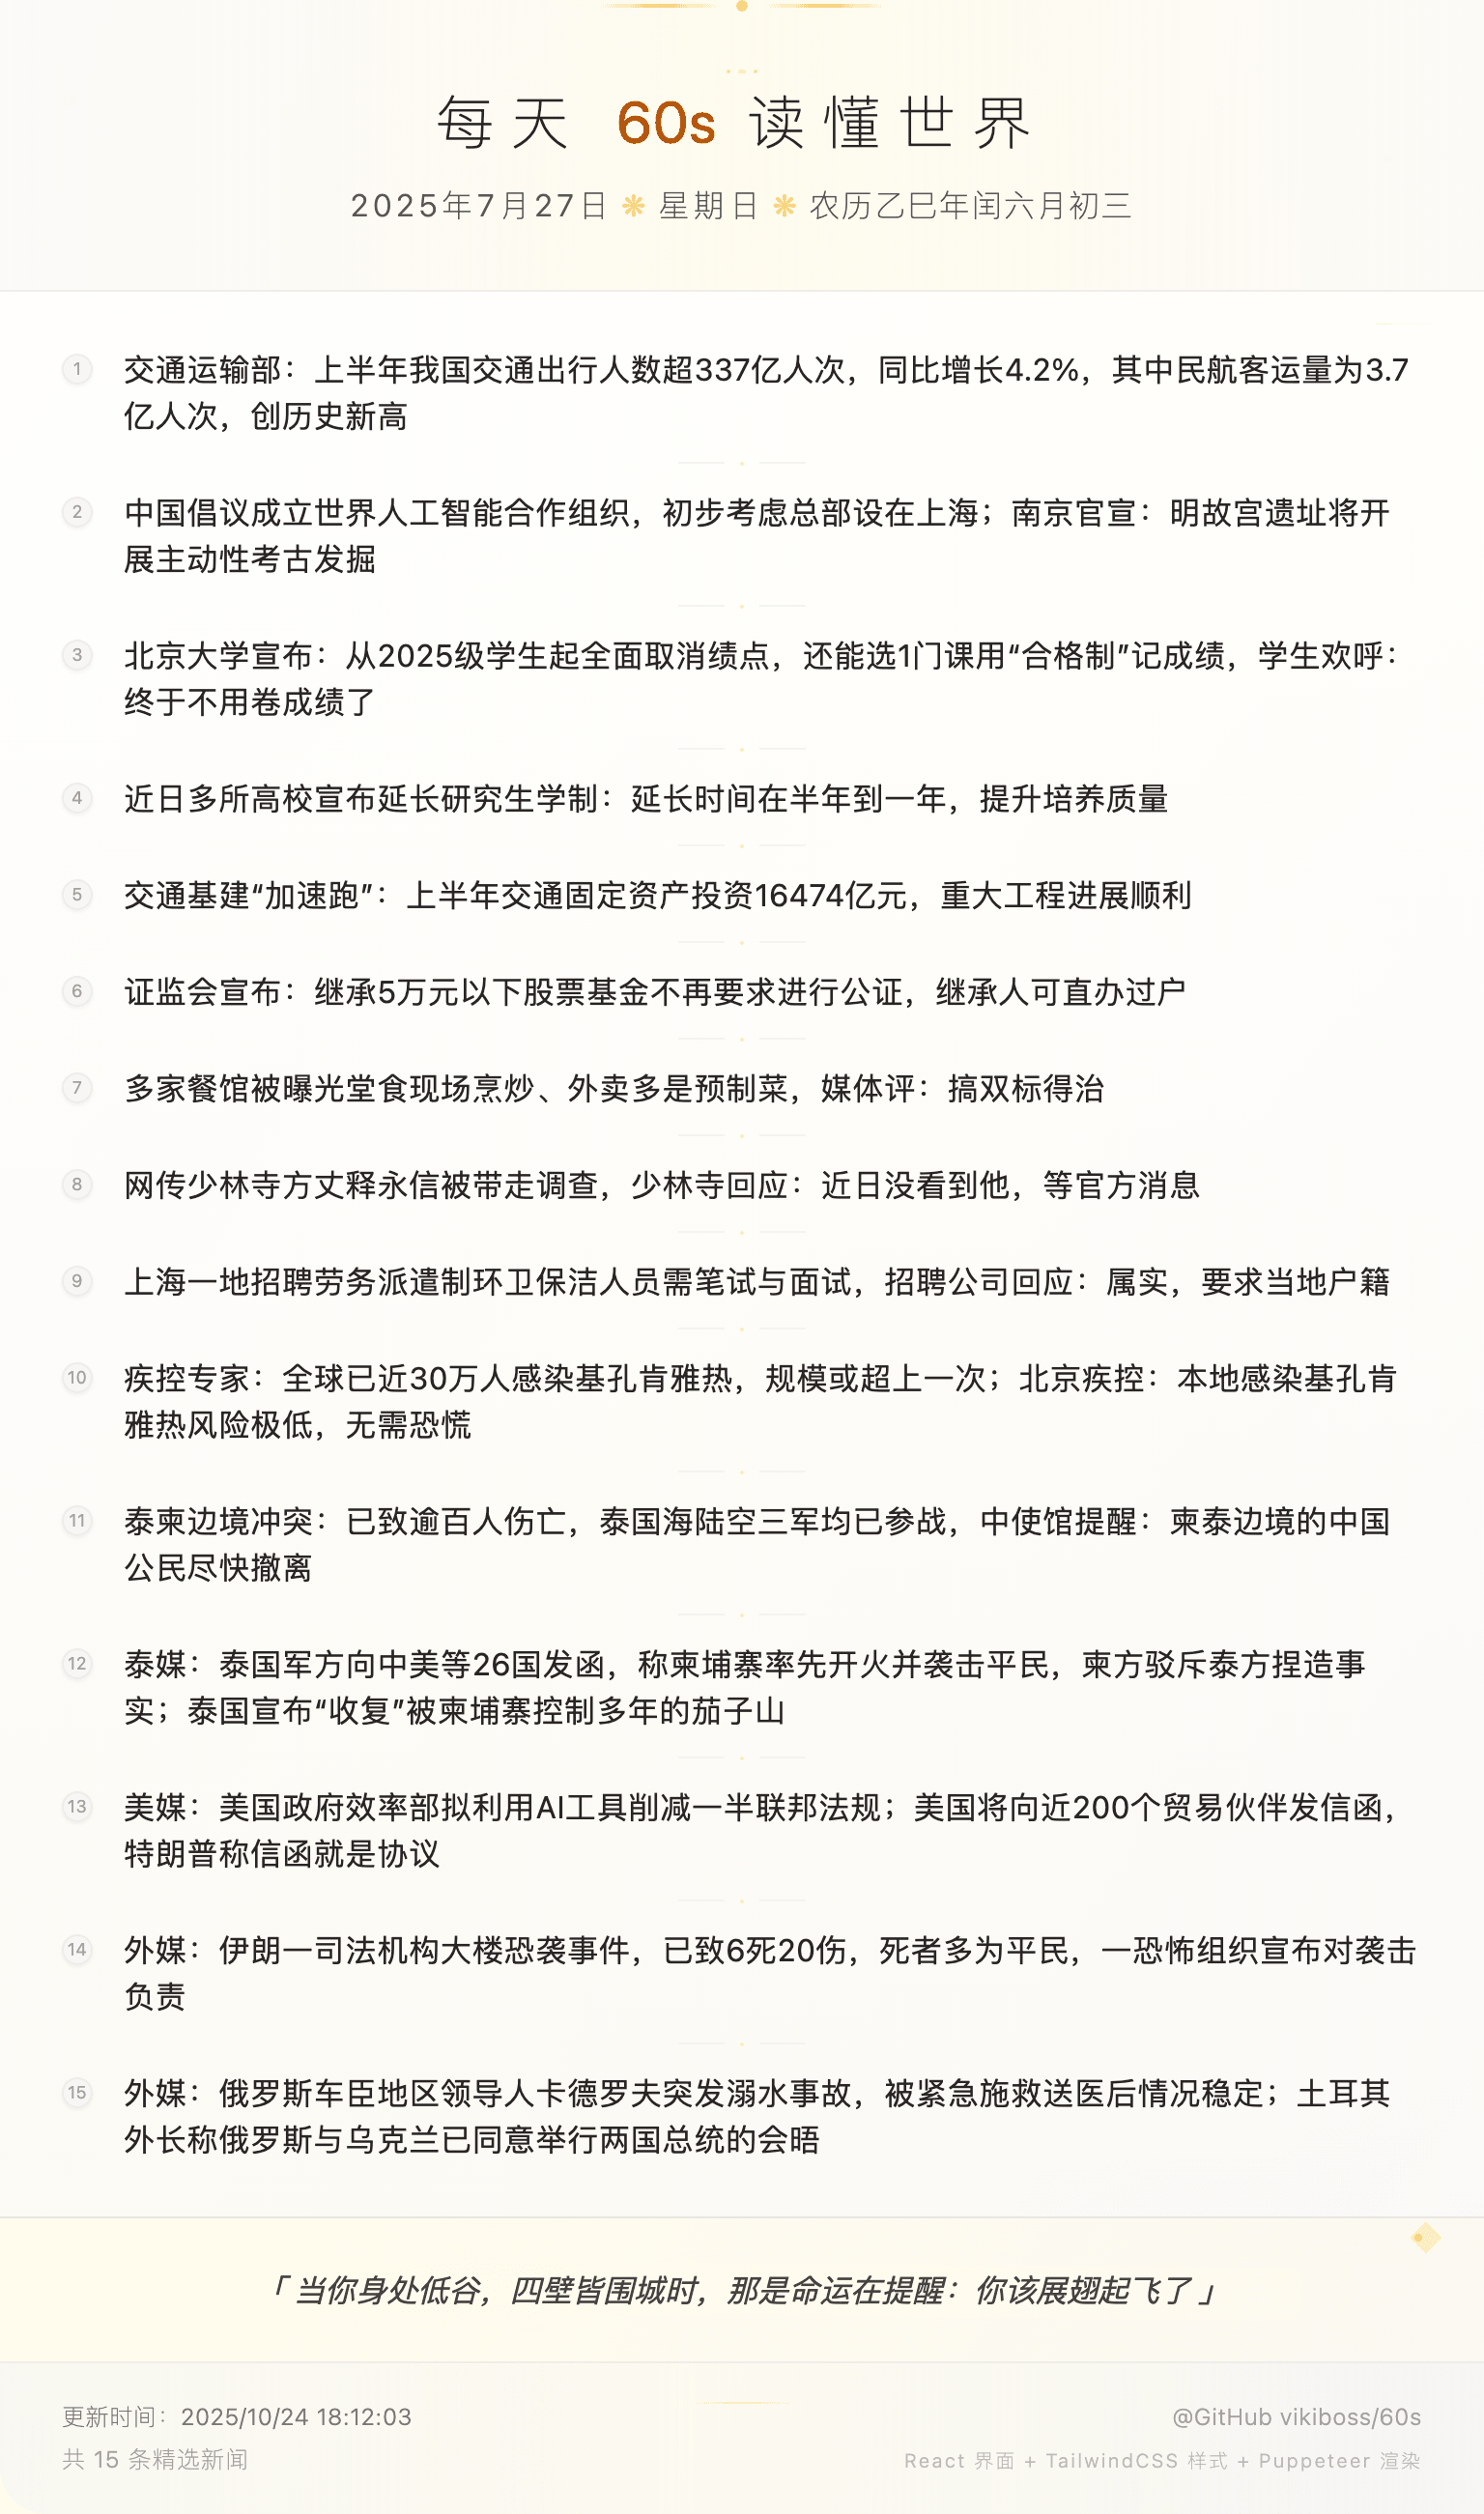 每天 60s 读懂世界
2025年7月27日 ❋ 星期日 ❋ 农历乙巳年闰六月初三
1 交通运输部：上半年我国交通出行人数超337亿人次，同比增长4.2%，其中民航客运量为3.7
亿人次，创历史新高
2 中国倡议成立世界人工智能合作组织，初步考虑总部设在上海；南京官宣：明故宫遗址将开
展主动性考古发掘
3 北京大学宣布：从2025级学生起全面取消绩点，还能选1门课用“合格制”记成绩，学生欢呼：
终于不用卷成绩了
4 近日多所高校宣布延长研究生学制：延长时间在半年到一年，提升培养质量
5 交通基建“加速跑”：上半年交通固定资产投资16474亿元，重大工程进展顺利
6 证监会宣布：继承5万元以下股票基金不再要求进行公证，继承人可直办过户
7 多家餐馆被曝光堂食现场烹炒、外卖多是预制菜，媒体评：搞双标得治
8 网传少林寺方丈释永信被带走调查，少林寺回应：近日没看到他，等官方消息
9 上海一地招聘劳务派遣制环卫保洁人员需笔试与面试，招聘公司回应：属实，要求当地户籍
10 疾控专家：全球已近30万人感染基孔肯雅热，规模或超上一次；北京疾控：本地感染基孔肯
雅热风险极低，无需恐慌
11 泰柬边境冲突：已致逾百人伤亡，泰国海陆空三军均已参战，中使馆提醒：柬泰边境的中国
公民尽快撤离
12 泰媒：泰国军方向中美等26国发函，称柬埔寨率先开火并袭击平民，柬方驳斥泰方捏造事
实；泰国宣布“收复”被柬埔寨控制多年的茄子山
13 美媒：美国政府效率部拟利用AI工具削减一半联邦法规；美国将向近200个贸易伙伴发信函，
特朗普称信函就是协议
14 外媒：伊朗一司法机构大楼恐袭事件，已致6死20伤，死者多为平民，一恐怖组织宣布对袭击
负责
15 外媒：俄罗斯车臣地区领导人卡德罗夫突发溺水事故，被紧急施救送医后情况稳定；土耳其
外长称俄罗斯与乌克兰已同意举行两国总统的会晤
「 当你身处低谷，四壁皆围城时，那是命运在提醒：你该展翅起飞了 」
更新时间：2025/10/24 18:12:03
@GitHub vikiboss/60s
共 15 条精选新闻
React 界面 + TailwindCSS 样式 + Puppeteer 渲染